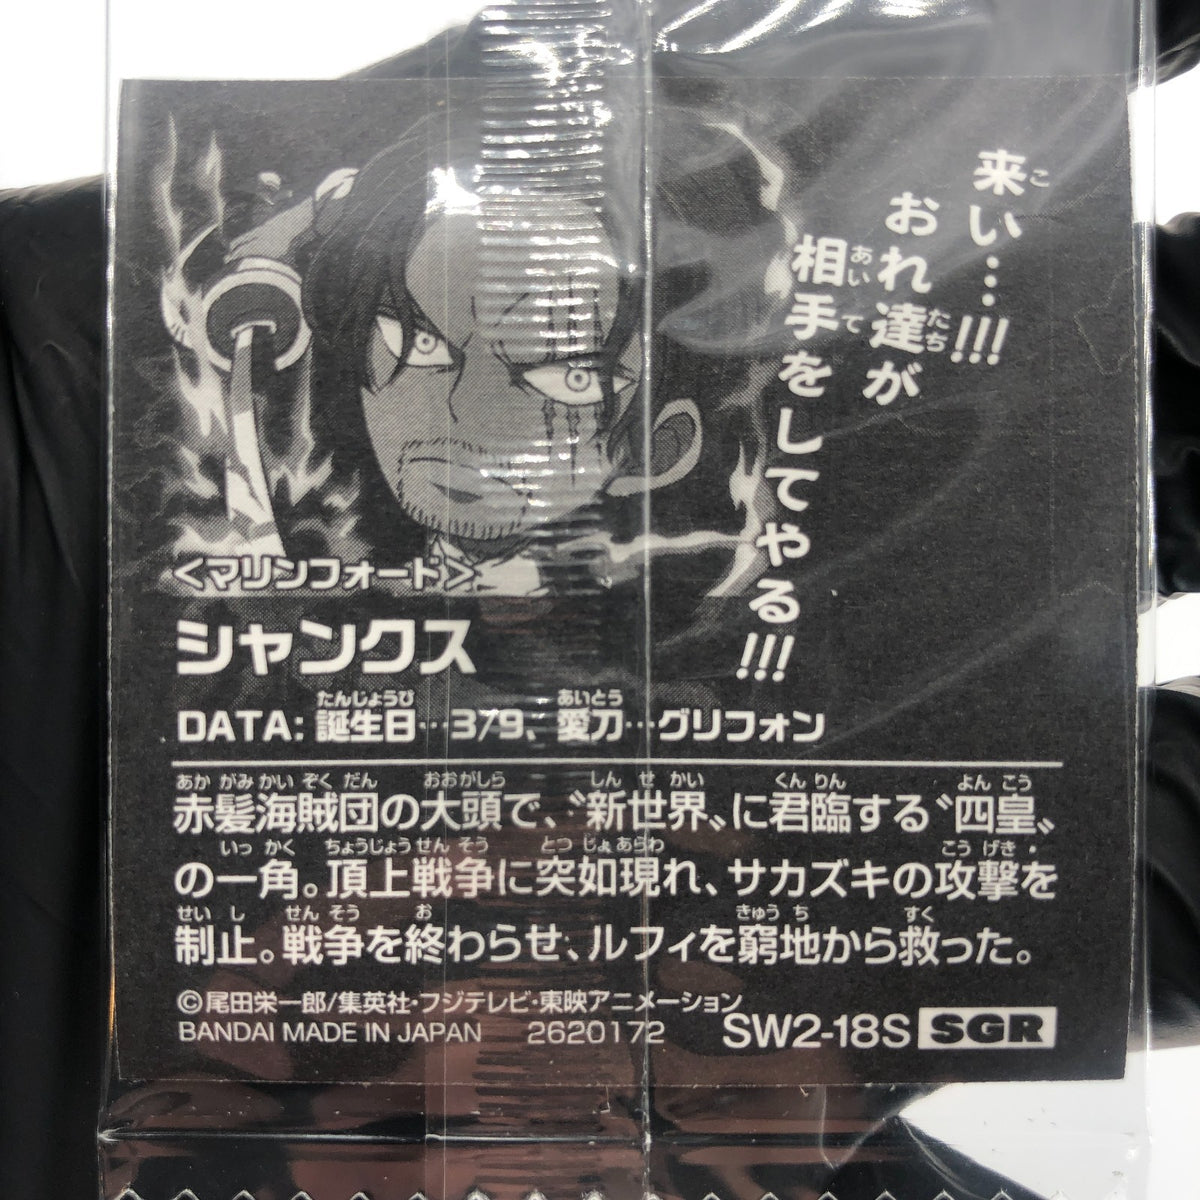 来い…!!!
おれ達が
相手をしてやる!!!
<マリンフォード>
シャンクス
DATA: 誕生日…3/9、愛刀…グリフォン
赤髪海賊団の大頭で、〝新世界〟に君臨する〝四皇〟
の一角。頂上戦争に突如現れ、サカズキの攻撃を
制止。戦争を終わらせ、ルフィを窮地から救った。
©尾田栄一郎/集英社・フジテレビ・東映アニメーション
BANDAI MADE IN JAPAN 2620172 SW2-18S SGR